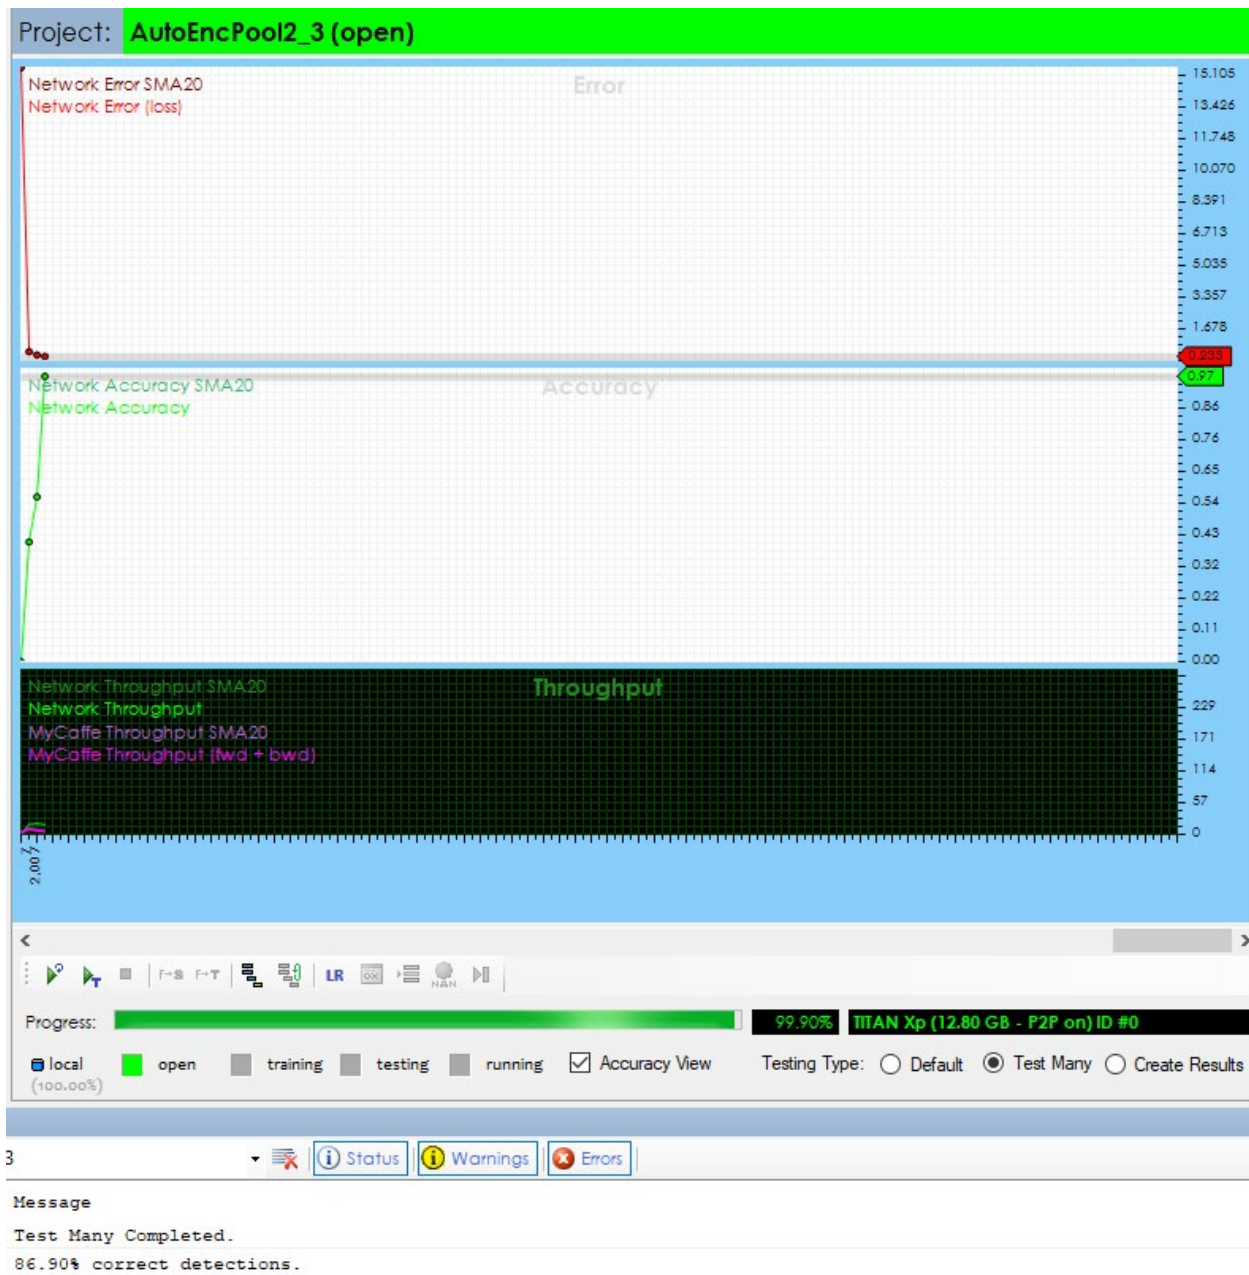 Project: AutoEncPool2_3 (open)
Network Error SMA20
Network Error (loss)
Error
15.105
13.426
11.748
10.070
8.391
6.713
5.035
3.357
1.678
0.233
Network Accuracy SMA20
Network Accuracy
Accuracy
0.97
0.86
0.76
0.65
0.54
0.43
0.32
0.22
0.11
0.00
Network Throughput SMA20
Network Throughput
MyCaffe Throughput SMA20
MyCaffe Throughput (fwd + bwd)
Throughput
229
171
114
57
0
2.00
F→S F→T LR NAN
Progress: 99.90% TITAN Xp (12.80 GB - P2P on) ID #0
local open training testing running Accuracy View Testing Type: Default Test Many Create Results
(100.00%)
3 Status Warnings Errors
Message
Test Many Completed.
86.90% correct detections.